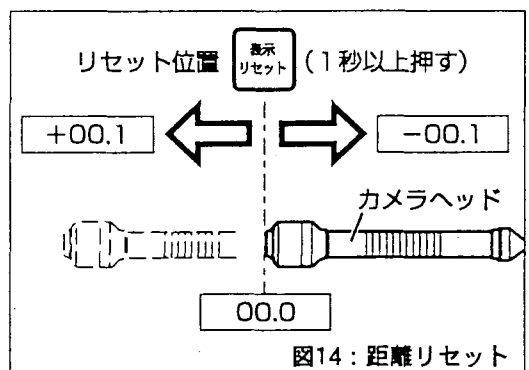 リセット位置 表示リセット (1秒以上押す)
+00.1 -00.1
カメラヘッド
00.0
図14：距離リセット